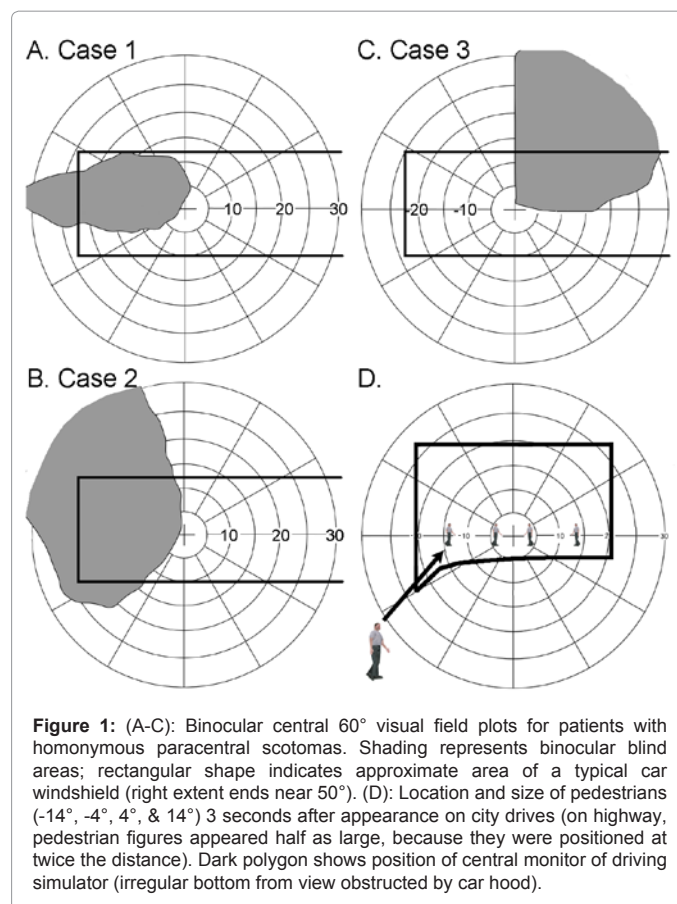 A. Case 1
10 20 30
C. Case 3
-20 -10
B. Case 2
10 20 30
D.
-10 10 30
Figure 1: (A-C): Binocular central 60° visual field plots for patients with
homonymous paracentral scotomas. Shading represents binocular blind
areas; rectangular shape indicates approximate area of a typical car
windshield (right extent ends near 50°). (D): Location and size of pedestrians
(-14°, -4°, 4°, & 14°) 3 seconds after appearance on city drives (on highway,
pedestrian figures appeared half as large, because they were positioned at
twice the distance). Dark polygon shows position of central monitor of driving
simulator (irregular bottom from view obstructed by car hood).